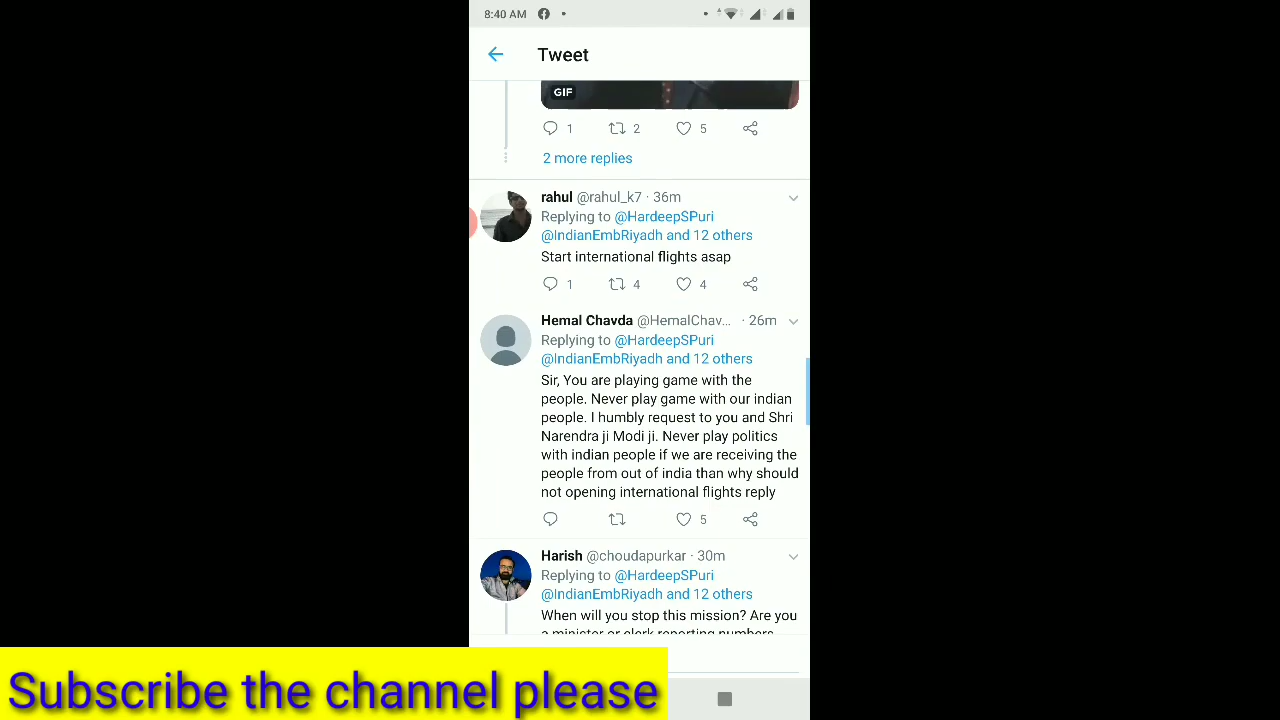 8:40 AM
Tweet
GIF
1 2 5
2 more replies
rahul @rahul_k7 · 36m
Replying to @HardeepSPuri
@IndianEmbRiyadh and 12 others
Start international flights asap
1 4 4
Hemal Chavda @HemalChav... · 26m
Replying to @HardeepSPuri
@IndianEmbRiyadh and 12 others
Sir, You are playing game with the
people. Never play game with our indian
people. I humbly request to you and Shri
Narendra ji Modi ji. Never play politics
with indian people if we are receiving the
people from out of india than why should
not opening international flights reply
5
Harish @choudapurkar · 30m
Replying to @HardeepSPuri
@IndianEmbRiyadh and 12 others
When will you stop this mission? Are you
a minister or clerk reporting numbers
Subscribe the channel please